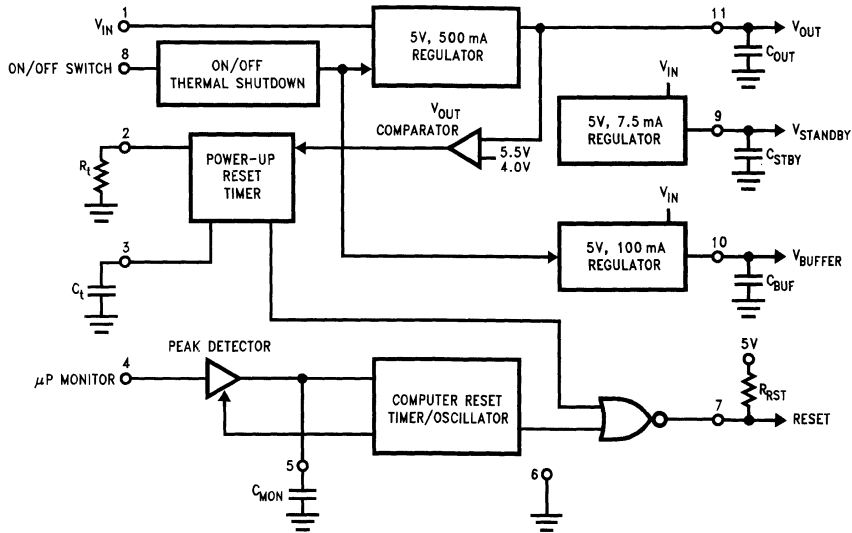 1
V_IN
5V, 500 mA
REGULATOR
11
V_OUT
C_OUT
8
ON/OFF SWITCH
ON/OFF
THERMAL SHUTDOWN
V_OUT
COMPARATOR
5.5V
4.0V
V_IN
5V, 7.5 mA
REGULATOR
9
V_STANDBY
C_STBY
2
R_t
POWER-UP
RESET
TIMER
3
C_t
V_IN
5V, 100 mA
REGULATOR
10
V_BUFFER
C_BUF
PEAK DETECTOR
4
μP MONITOR
COMPUTER RESET
TIMER/OSCILLATOR
5V
R_RST
7
RESET
5
C_MON
6